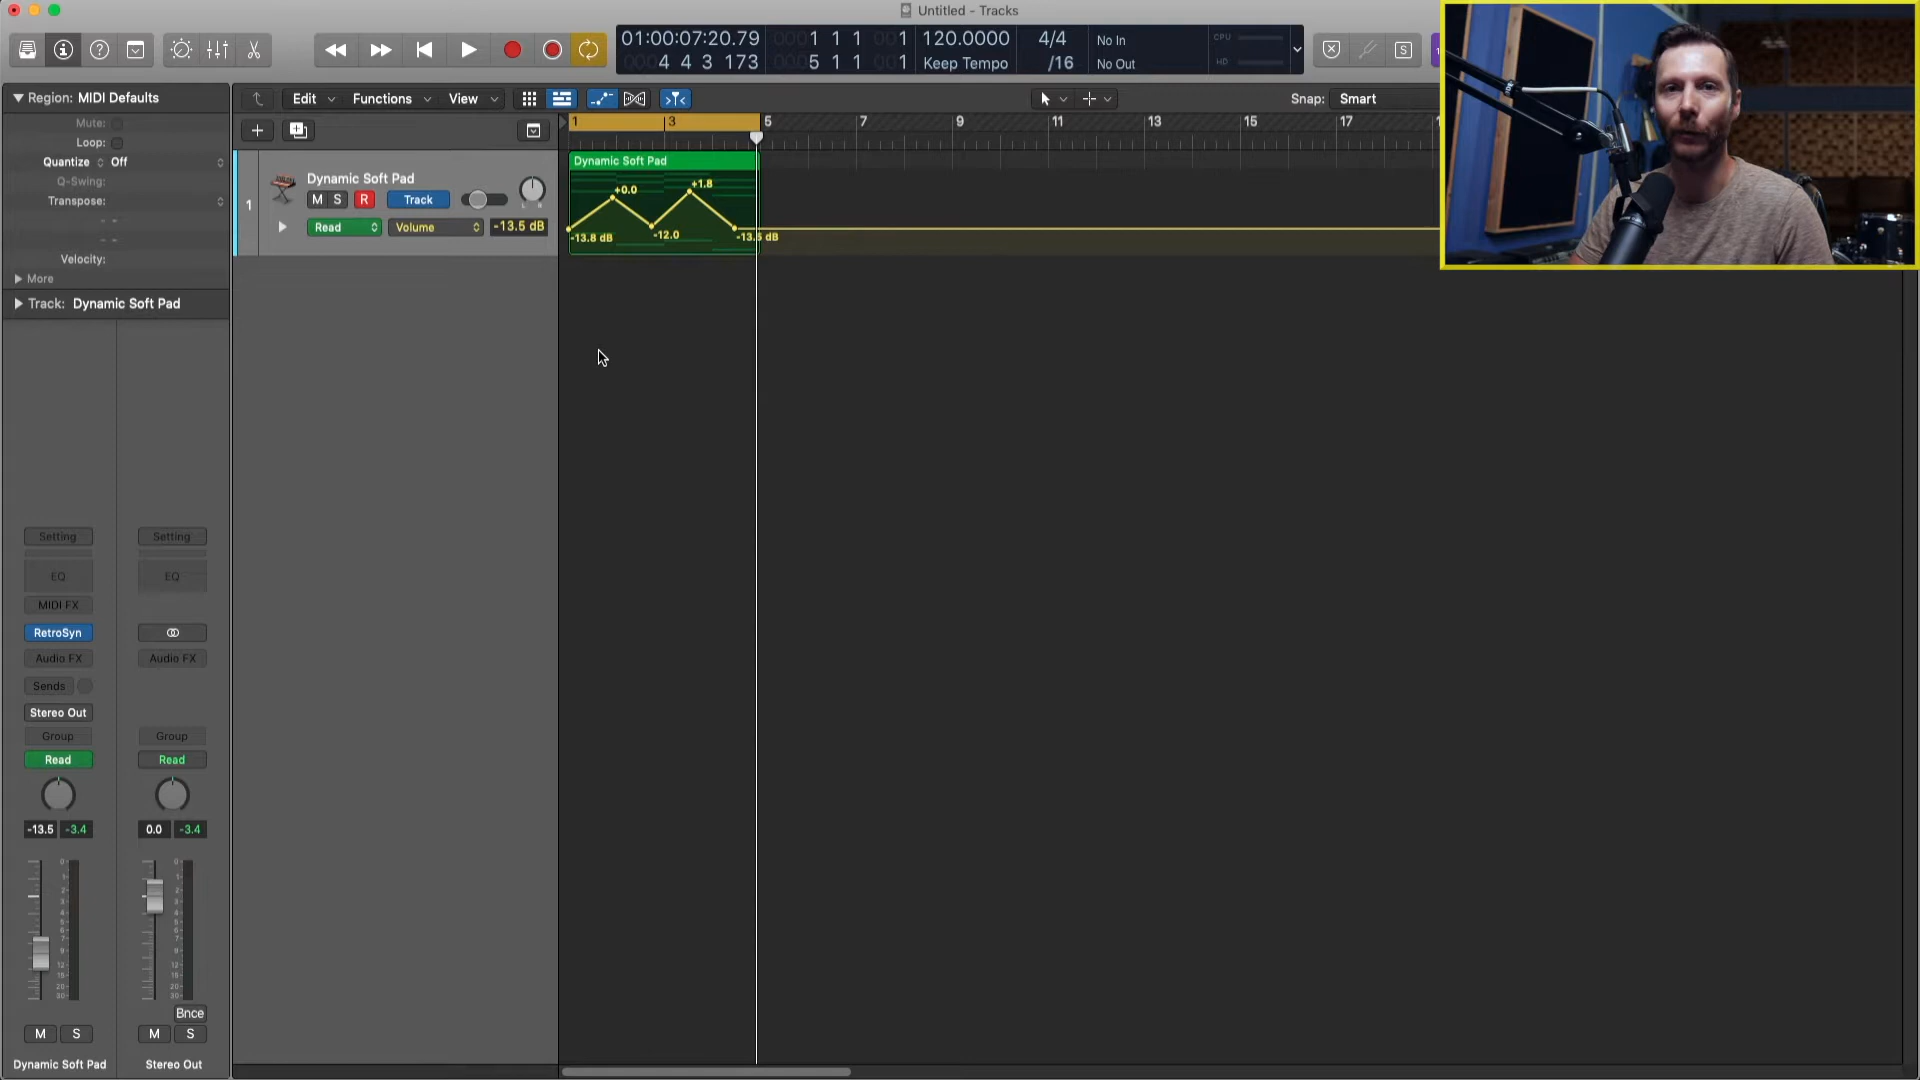 Untitled - Tracks
01:00:07:20.79
4 4 3 173
1 1 1
5 1 1 1
120.0000
Keep Tempo
4/4
/16
No In
No Out
CPU
HD
Region: MIDI Defaults
Mute:
Loop:
Quantize Off
Q-Swing:
Transpose:
Velocity:
More
Track: Dynamic Soft Pad
Edit Functions View
Snap: Smart
1 3 5 7 9 11 13 15 17
1
Dynamic Soft Pad
M S R Track
L R
Read Volume -13.5 dB
Dynamic Soft Pad
+0.0
+1.8
-13.8 dB
-12.0
-13.5 dB
Setting Setting
EQ EQ
MIDI FX
RetroSyn
Audio FX Audio FX
Sends
Stereo Out
Group Group
Read Read
-13.5 -3.4 0.0 -3.4
Bnce
M S M S
Dynamic Soft Pad Stereo Out